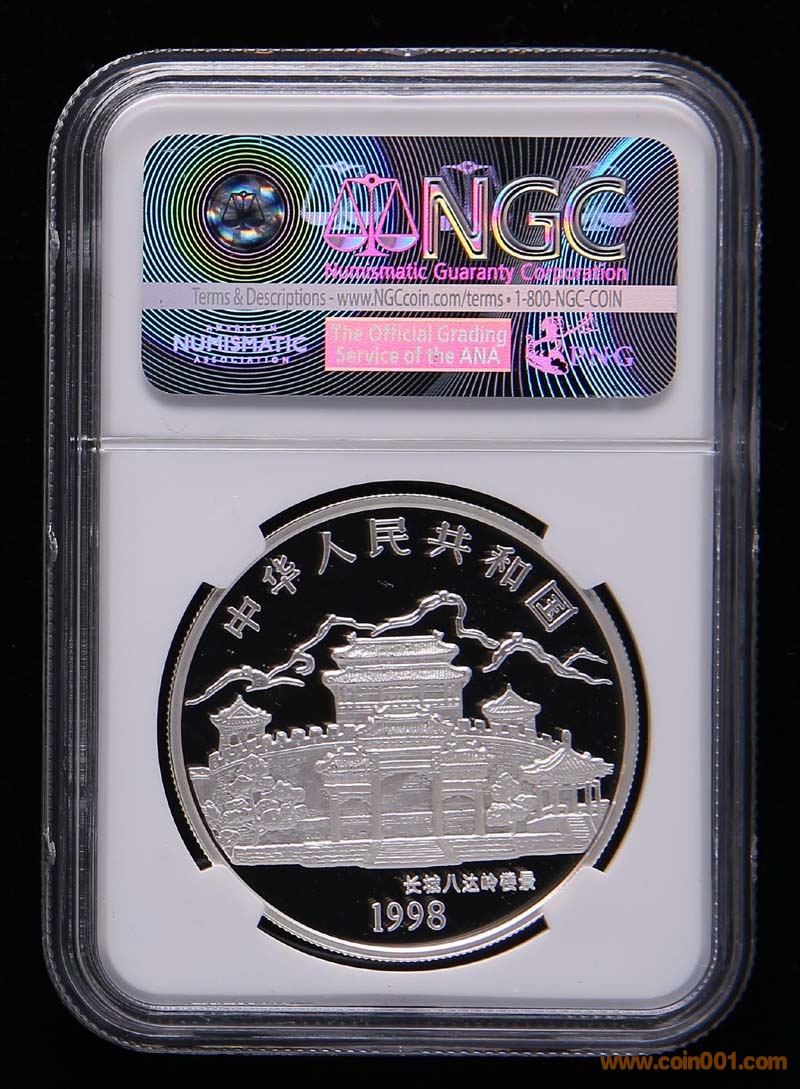 NGC
Numismatic Guaranty Corporation
Terms & Descriptions - www.NGCcoin.com/terms • 1-800-NGC-COIN
AMERICAN
NUMISMATIC
ASSOCIATION
The Official Grading
Service of the ANA
PNG
中华人民共和国
长城八达岭楼景
1998
www.coin001.com